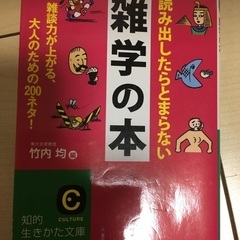 読み出したらとまらない
雑学の本
雑談力が上がる、
大人のための200ネタ!
竹内 均 編
C
CULTURE
知的
生きかた文庫